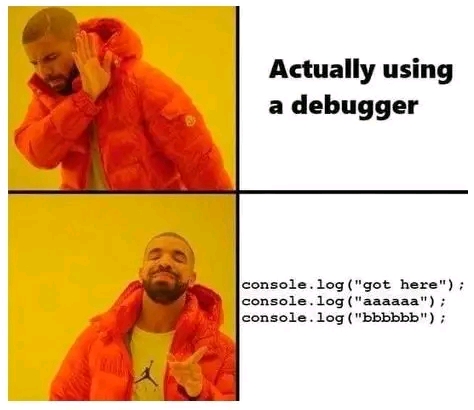 Actually using
a debugger
console.log("got here");
console.log("aaaaaa");
console.log("bbbbbb");